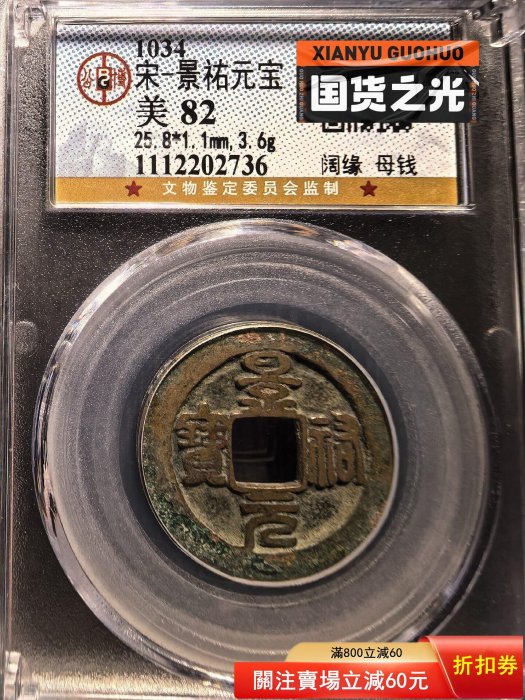 1034
宋-景祐元宝
美 82
25.8*1.1mm,3.6g
1112202736
XIANYU GUOHUO
国货之光
阔缘 母钱
★ 文物鉴定委员会监制 ★
景
寶 祐
元
滿800立減60
關注賣場立減60元
折扣券